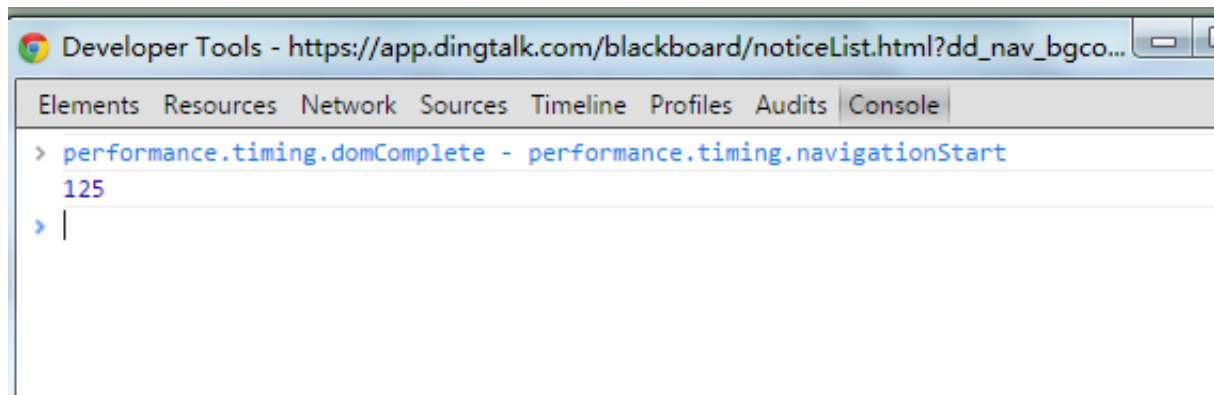 Developer Tools - https://app.dingtalk.com/blackboard/noticeList.html?dd_nav_bgco...
Elements Resources Network Sources Timeline Profiles Audits Console
> performance.timing.domComplete - performance.timing.navigationStart
125
>